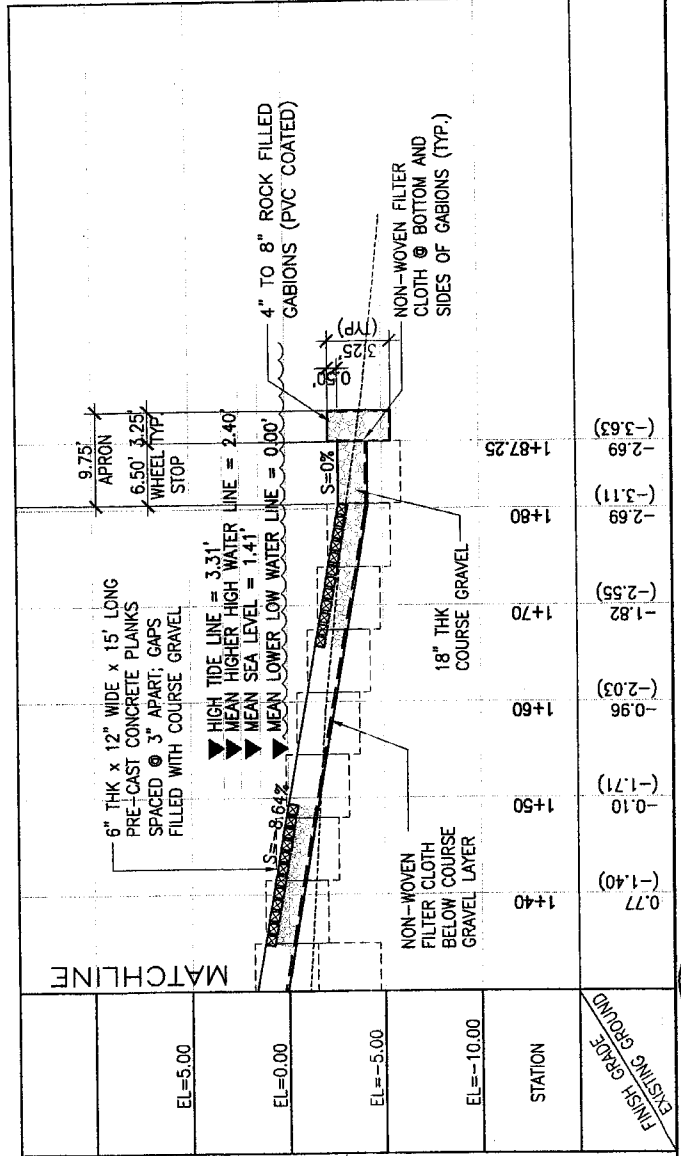 9.75'
APRON
6.50' 3.25'
WHEEL TYP.
STOP
6" THK x 12" WIDE x 15' LONG
PRE-CAST CONCRETE PLANKS
SPACED @ 3" APART; GAPS
FILLED WITH COURSE GRAVEL
HIGH TIDE LINE = 3.31'
MEAN HIGHER HIGH WATER LINE = 2.40'
MEAN SEA LEVEL = 1.41'
MEAN LOWER LOW WATER LINE = 0.00'
4" TO 8" ROCK FILLED
GABIONS (PVC COATED)
MATCHLINE
S=-8.64%
S=0%
0.50'
3.25'
(TYP)
NON-WOVEN FILTER
CLOTH @ BOTTOM AND
SIDES OF GABIONS (TYP.)
18" THK
COURSE GRAVEL
NON-WOVEN
FILTER CLOTH
BELOW COURSE
GRAVEL LAYER
EL=5.00
EL=0.00
EL=-5.00
EL=-10.00
STATION
1+40
1+50
1+60
1+70
1+80
1+87.25
FINISH GRADE
EXISTING GROUND
0.77
(-1.40)
-0.10
(-1.71)
-0.96
(-2.03)
-1.82
(-2.55)
-2.69
(-3.11)
-2.69
(-3.63)